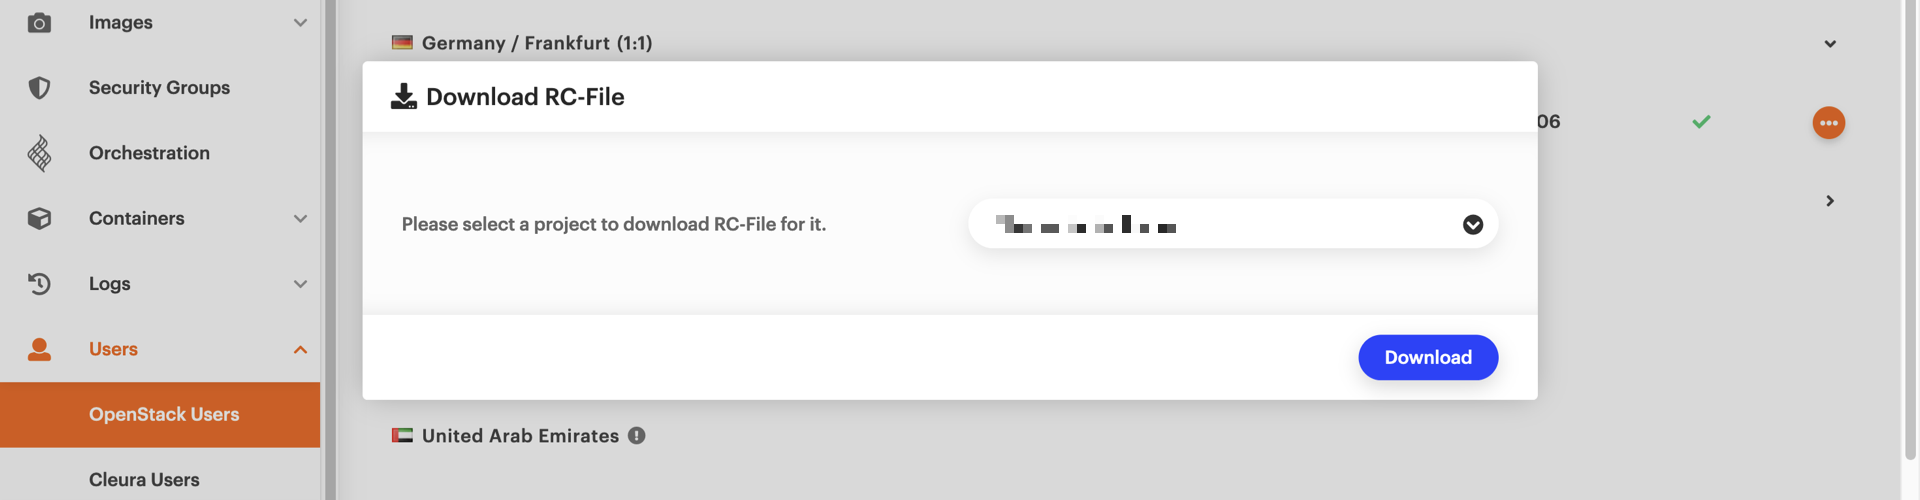 Images
Security Groups
Orchestration
Containers
Logs
Users
OpenStack Users
Cleura Users
Germany / Frankfurt (1:1)
Download RC-File
06
Please select a project to download RC-File for it.
Download
United Arab Emirates